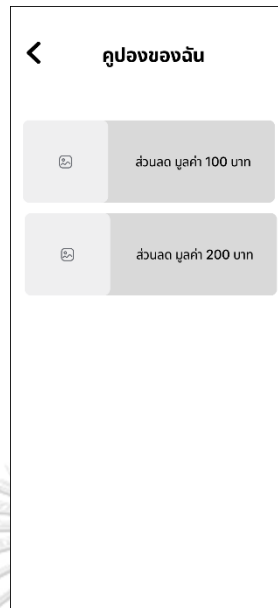 คูปองของฉัน
ส่วนลด มูลค่า 100 บาท
ส่วนลด มูลค่า 200 บาท